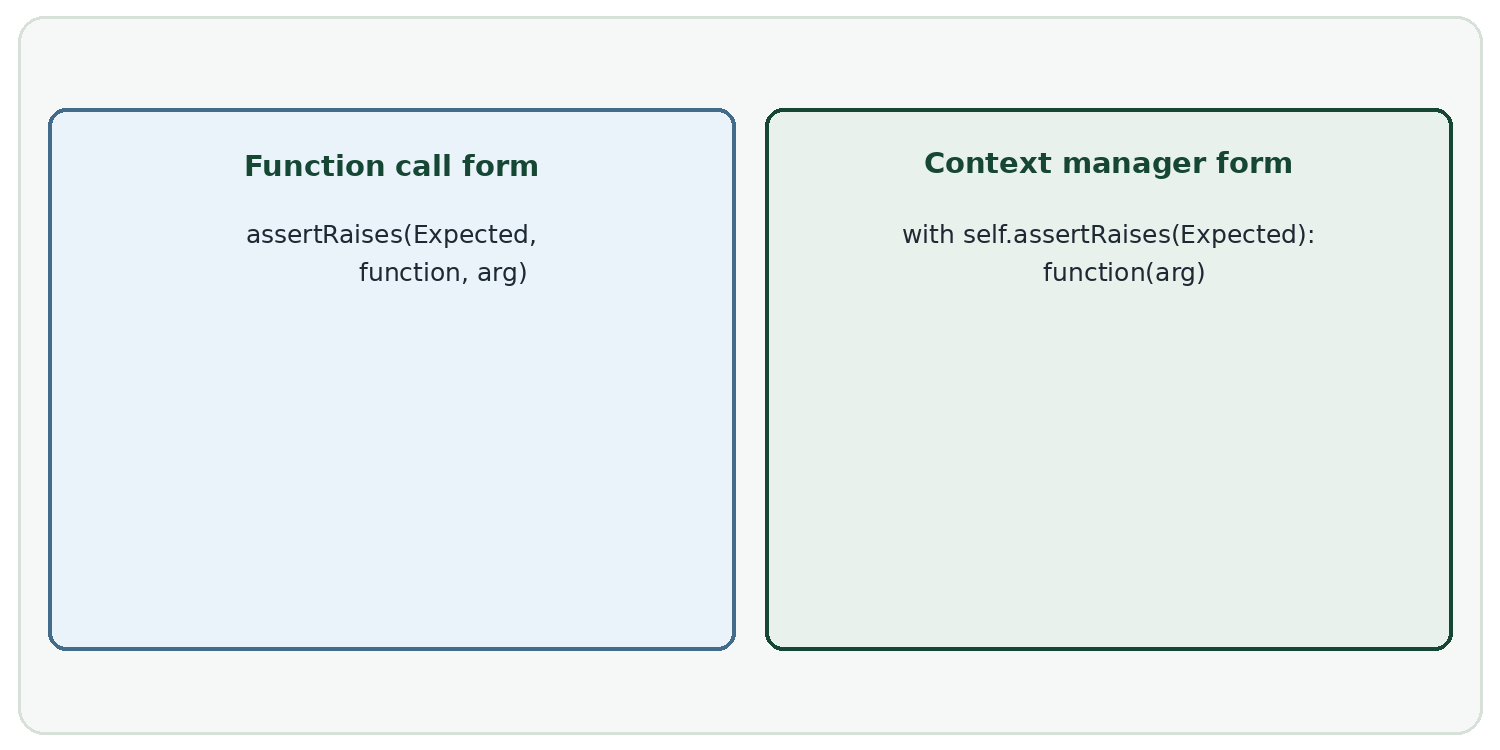 Function call form
assertRaises(Expected,
function, arg)
Context manager form
with self.assertRaises(Expected):
function(arg)